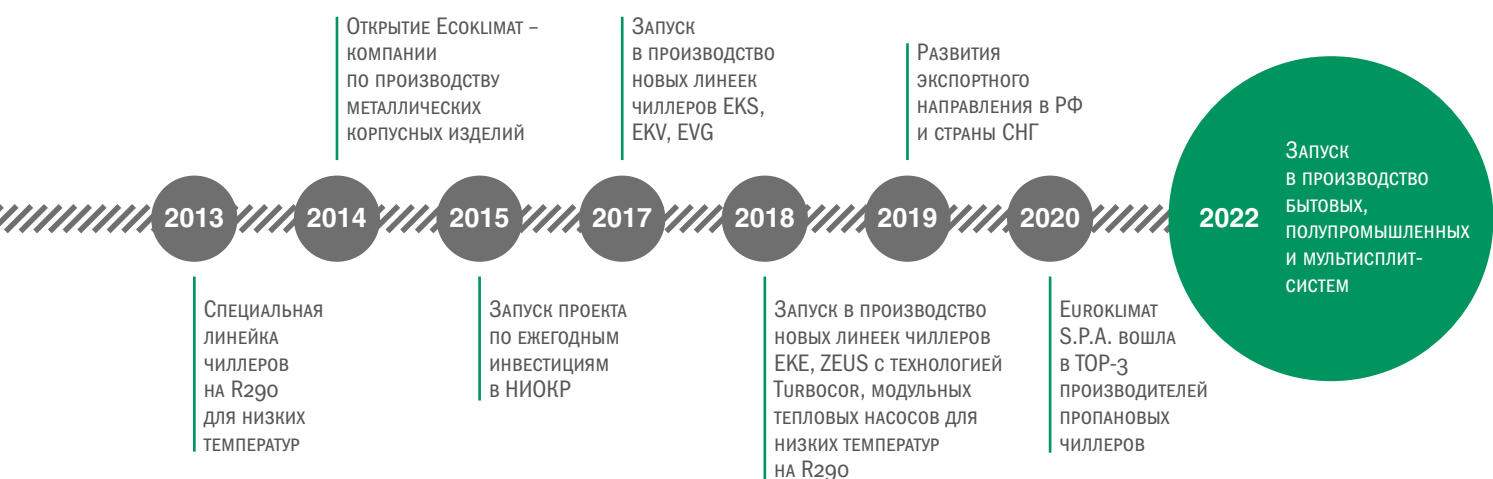 2013
Специальная
линейка
чиллеров
на R290
для низких
температур
2014
Открытие Ecoklimat –
компании
по производству
металлических
корпусных изделий
2015
Запуск проекта
по ежегодным
инвестициям
в НИОКР
2017
Запуск
в производство
новых линеек
чиллеров EKS,
EKV, EVG
2018
Запуск в производство
новых линеек чиллеров
EKE, ZEUS с технологией
Turbocor, модульных
тепловых насосов для
низких температур
на R290
2019
Развития
экспортного
направления в РФ
и страны СНГ
2020
Euroklimat
S.P.A. вошла
в TOP-3
производителей
пропановых
чиллеров
2022
Запуск
в производство
бытовых,
полупромышленных
и мультисплит-
систем